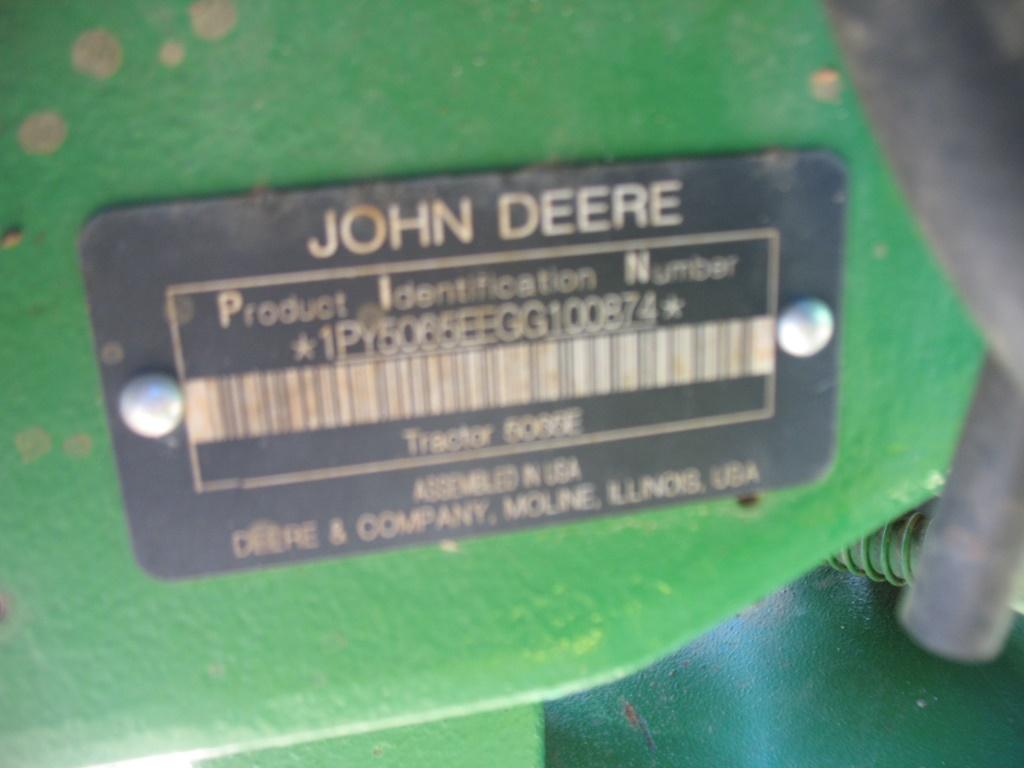 JOHN DEERE
Product Identification Number
*1PY5065EEGG100874*
Tractor 5065E
ASSEMBLED IN USA
DEERE & COMPANY, MOLINE, ILLINOIS, USA